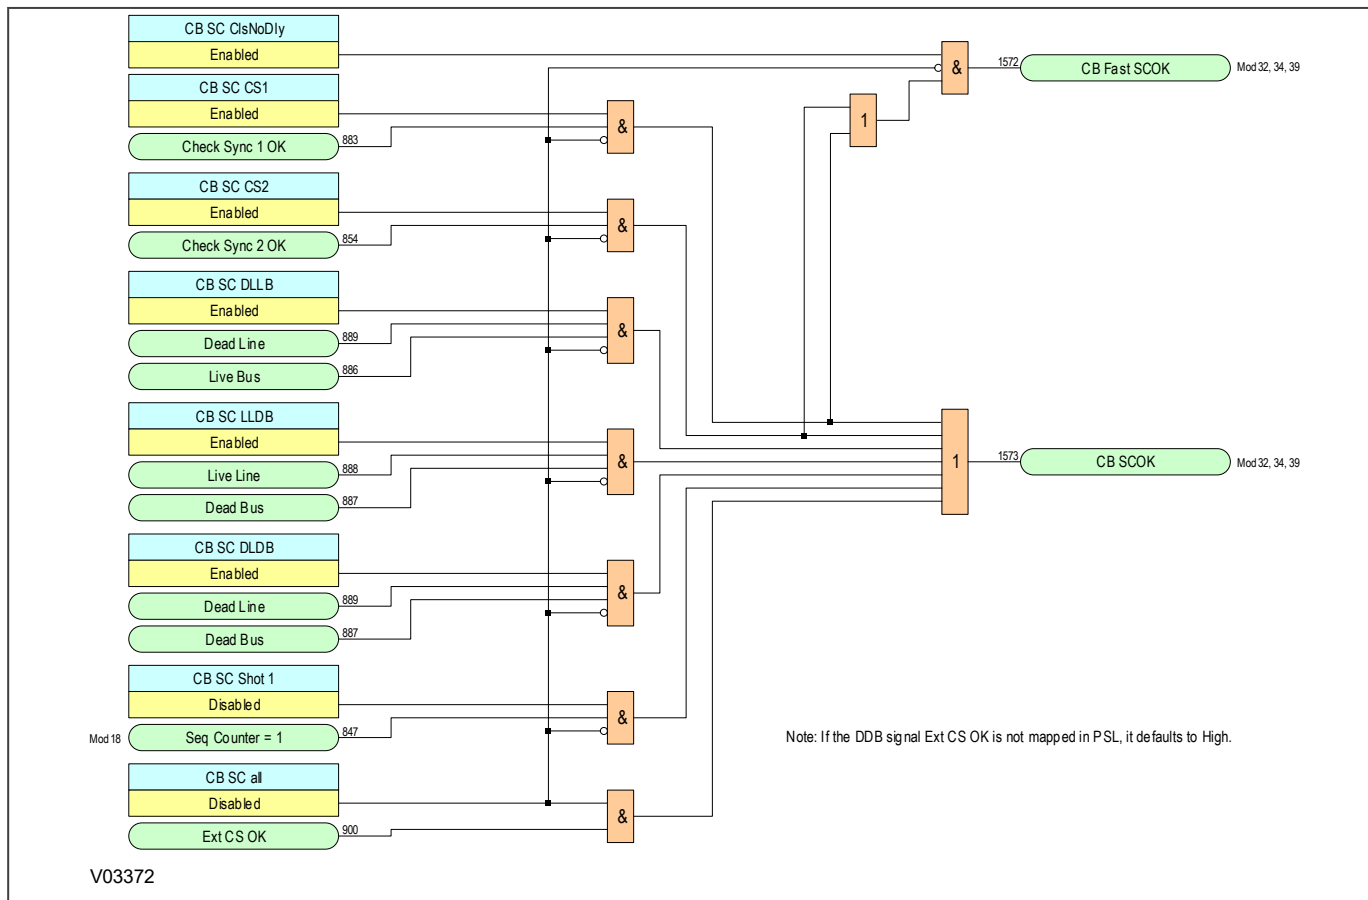 CB SC ClsNoDly
Enabled
&
1572
CB Fast SCOK
Mod 32, 34, 39
CB SC CS1
Enabled
Check Sync 1 OK
883
&
1
CB SC CS2
Enabled
Check Sync 2 OK
854
&
CB SC DLLB
Enabled
Dead Line
889
Live Bus
886
&
CB SC LLDB
Enabled
Live Line
888
Dead Bus
887
&
1
1573
CB SCOK
Mod 32, 34, 39
CB SC DLDB
Enabled
Dead Line
889
Dead Bus
887
&
CB SC Shot 1
Disabled
Mod 18
Seq Counter = 1
847
&
Note: If the DDB signal Ext CS OK is not mapped in PSL, it defaults to High.
CB SC all
Disabled
Ext CS OK
900
&
V03372